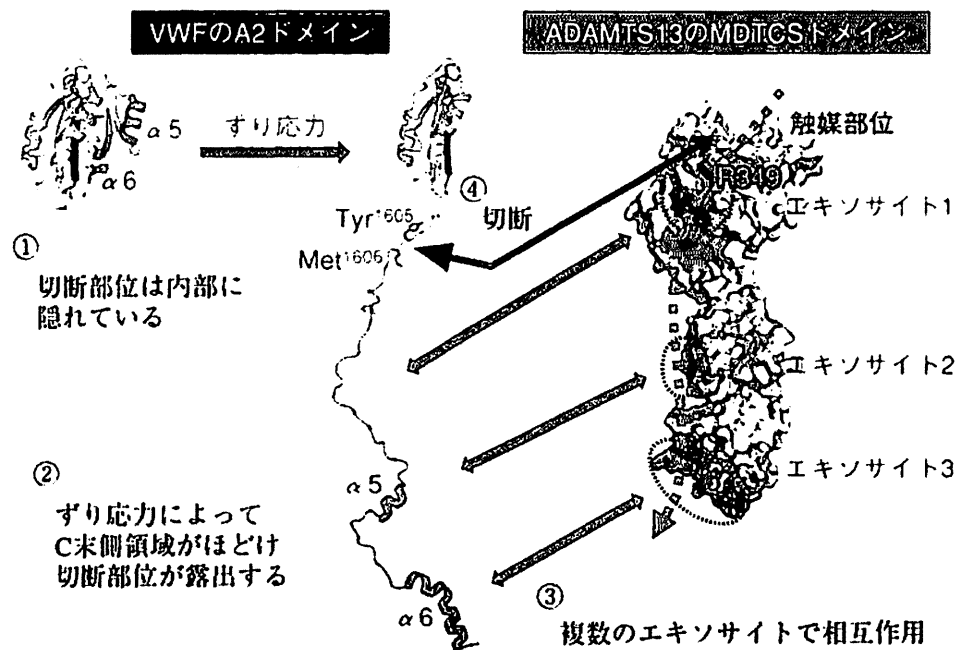 VWFのA2ドメイン
ADAMTS13のMDTCSドメイン
α5
α6
ずり応力
触媒部位
R349
エキソサイト1
④
切断
Tyr1605
Met1606
①
切断部位は内部に
隠れている
エキソサイト2
エキソサイト3
②
ずり応力によって
C末側領域がほどけ
切断部位が露出する
α5
α6
③
複数のエキソサイトで相互作用